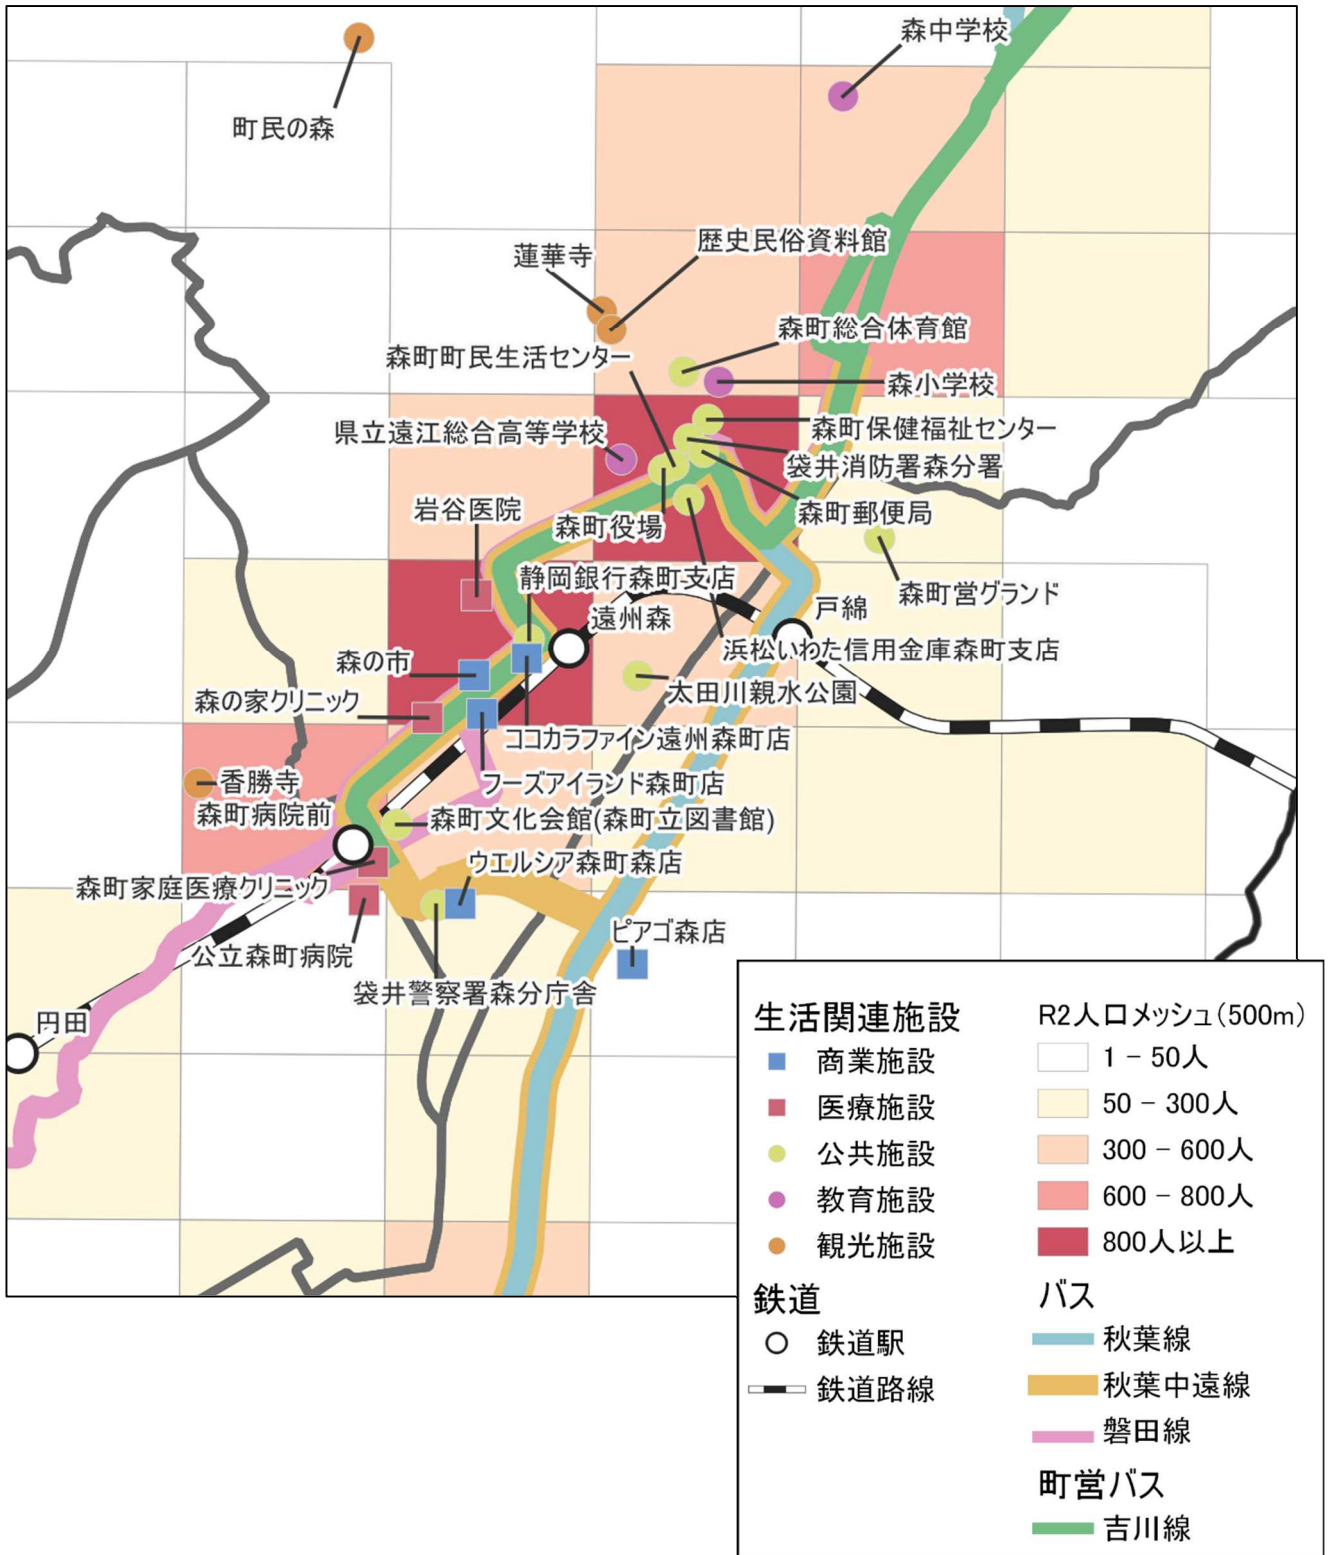 森中学校
町民の森
歴史民俗資料館
蓮華寺
森町総合体育館
森町町民生活センター
森小学校
県立遠江総合高等学校
森町保健福祉センター
袋井消防署森分署
岩谷医院
森町役場
森町郵便局
静岡銀行森町支店
森町営グランド
戸綿
遠州森
浜松いわた信用金庫森町支店
森の市
太田川親水公園
森の家クリニック
ココカラファイン遠州森町店
香勝寺
フーズアイランド森町店
森町病院前
森町文化会館(森町立図書館)
ウエルシア森町森店
森町家庭医療クリニック
ピアゴ森店
公立森町病院
袋井警察署森分庁舎
円田
生活関連施設
商業施設
医療施設
公共施設
教育施設
観光施設
鉄道
鉄道駅
鉄道路線
R2人口メッシュ(500m)
1 - 50人
50 - 300人
300 - 600人
600 - 800人
800人以上
バス
秋葉線
秋葉中遠線
磐田線
町営バス
吉川線